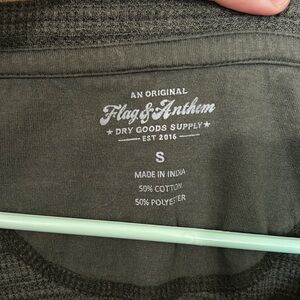 AN ORIGINAL
Flag & Anthem
★ DRY GOODS SUPPLY ★
EST 2016
S
MADE IN INDIA
50% COTTON
50% POLYESTER